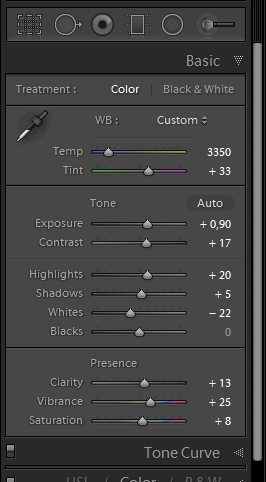 Basic
Treatment : Color | Black & White
WB : Custom
Temp 3350
Tint + 33
Tone Auto
Exposure + 0,90
Contrast + 17
Highlights + 20
Shadows + 5
Whites − 22
Blacks 0
Presence
Clarity + 13
Vibrance + 25
Saturation + 8
Tone Curve
HSL / Color / B & W